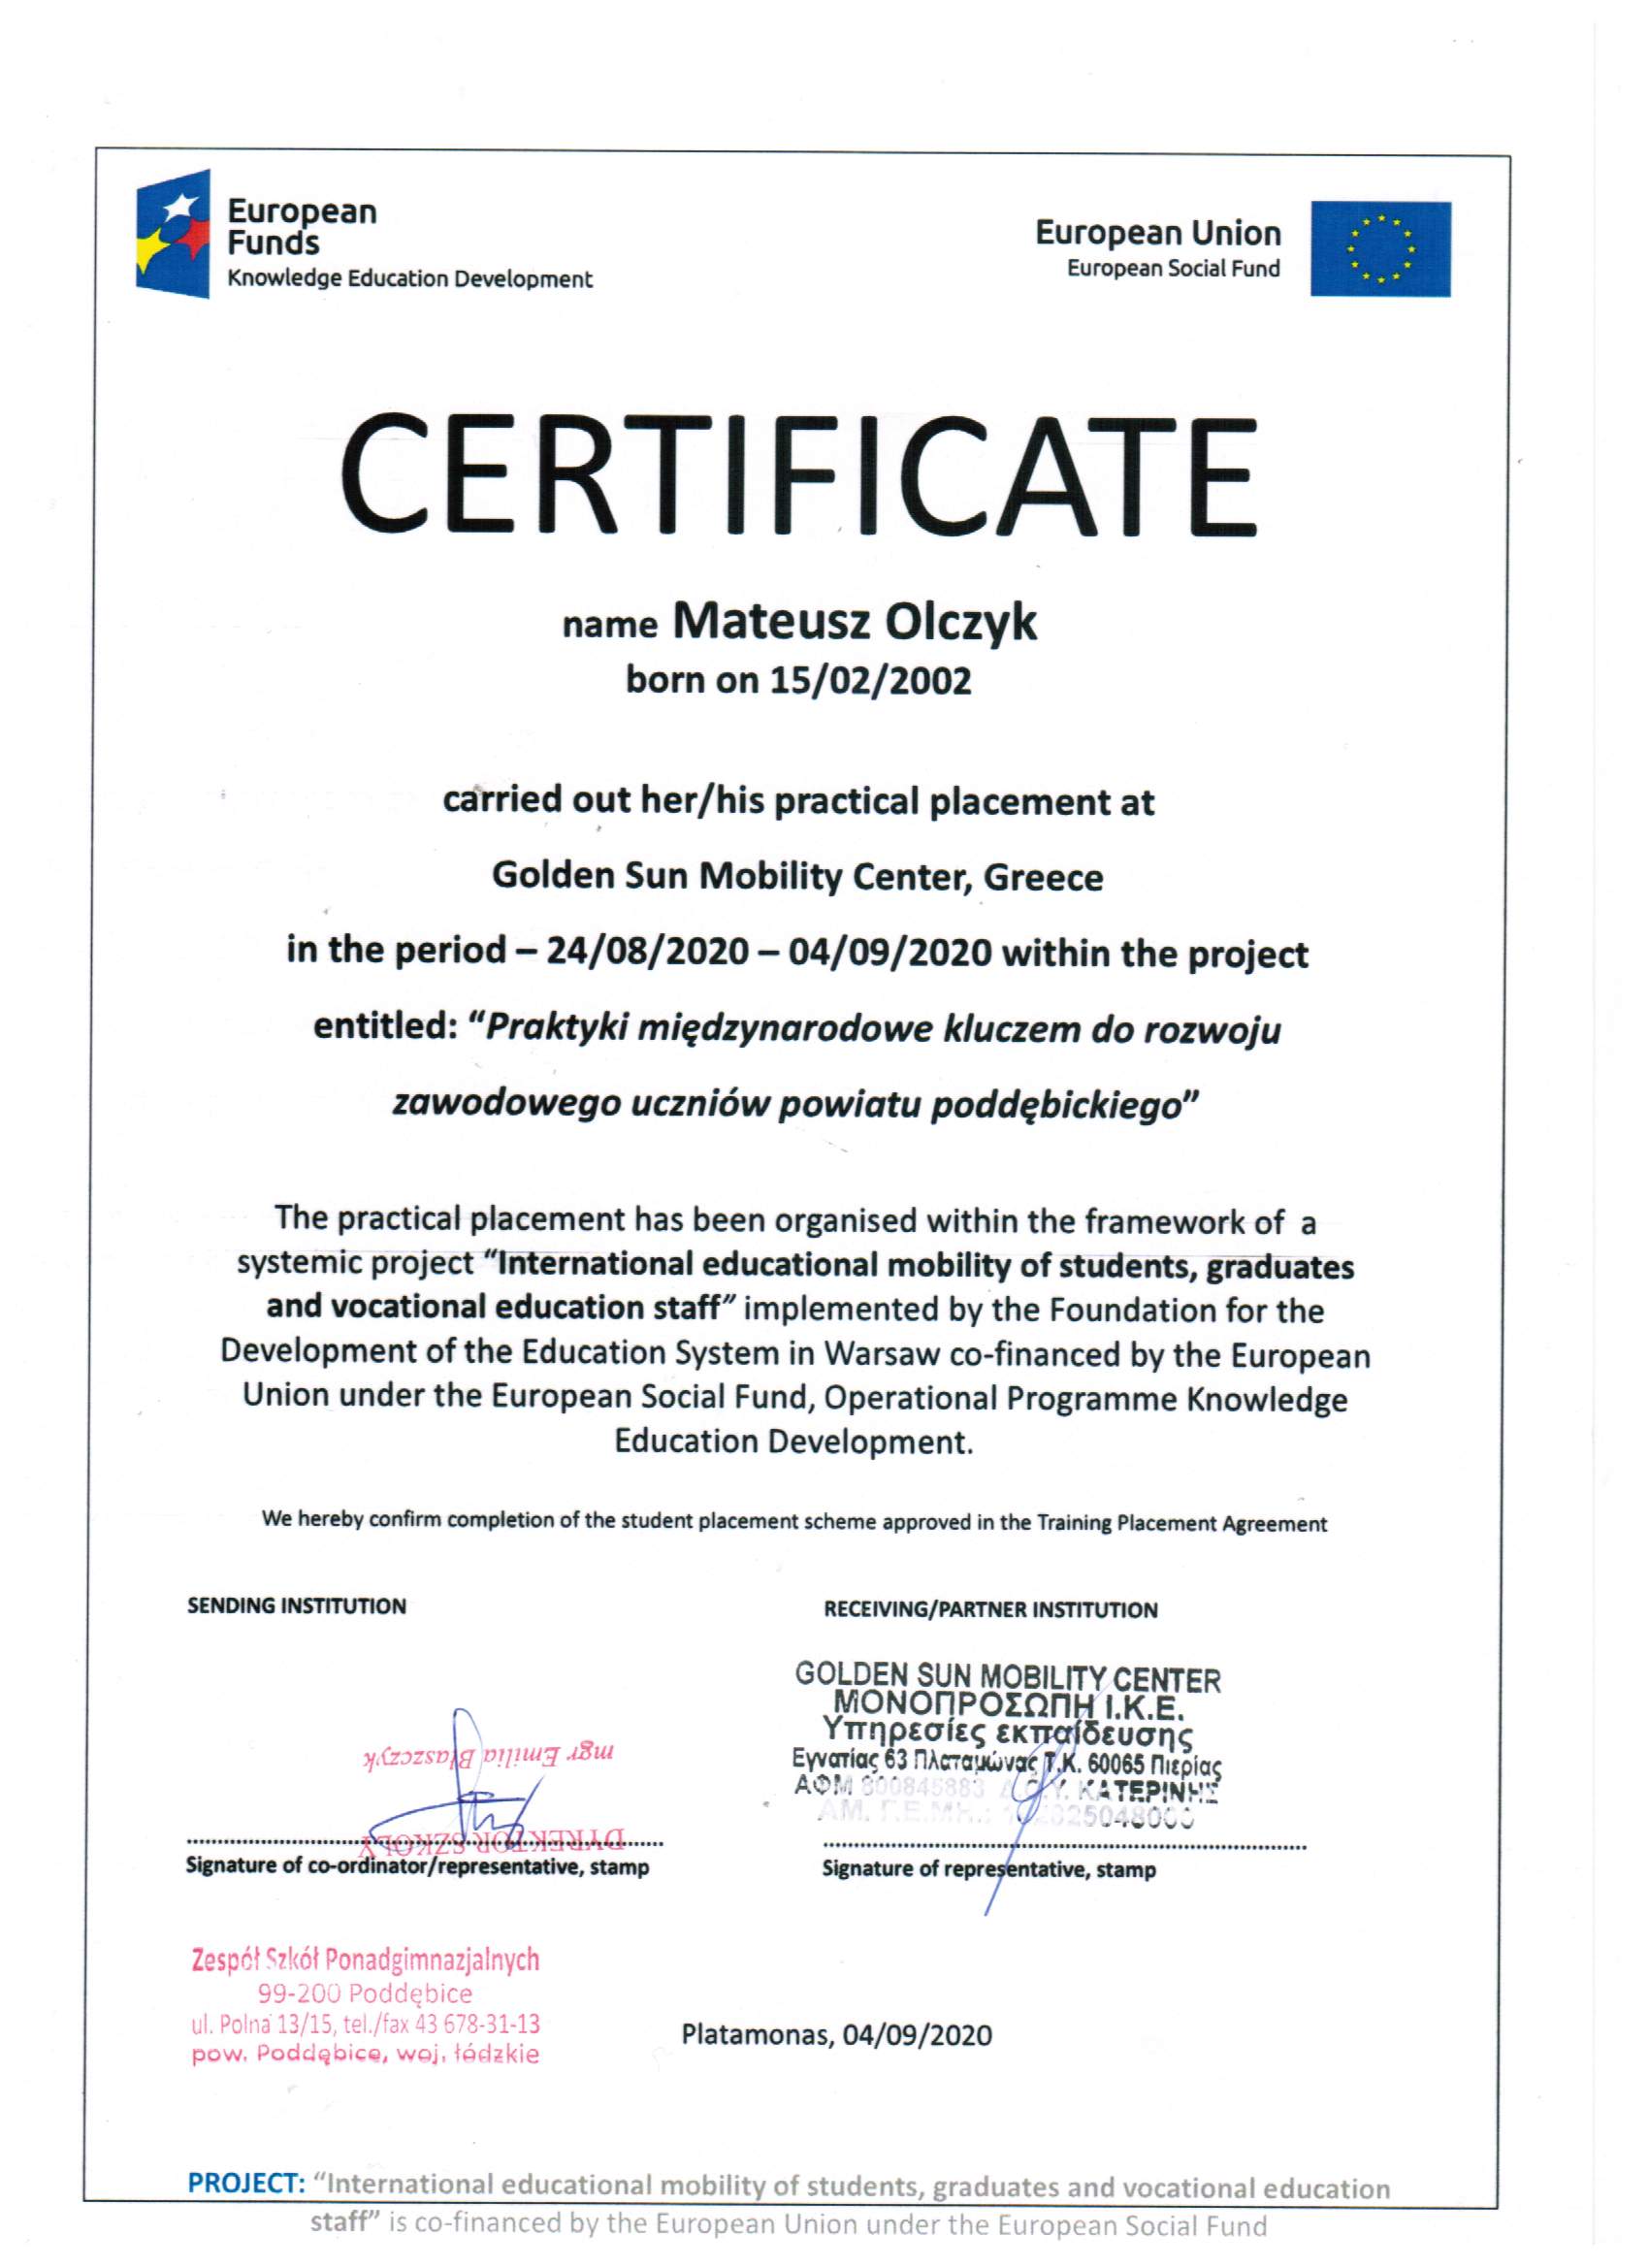 European
Funds
Knowledge Education Development
European Union
European Social Fund
CERTIFICATE
name Mateusz Olczyk
born on 15/02/2002
carried out her/his practical placement at
Golden Sun Mobility Center, Greece
in the period – 24/08/2020 – 04/09/2020 within the project
entitled: “Praktyki międzynarodowe kluczem do rozwoju
zawodowego uczniów powiatu poddębickiego”
The practical placement has been organised within the framework of a
systemic project “International educational mobility of students, graduates
and vocational education staff” implemented by the Foundation for the
Development of the Education System in Warsaw co-financed by the European
Union under the European Social Fund, Operational Programme Knowledge
Education Development.
We hereby confirm completion of the student placement scheme approved in the Training Placement Agreement
SENDING INSTITUTION
DYREKTOR SZKOŁY
mgr Emilia Błaszczyk
Signature of co-ordinator/representative, stamp
RECEIVING/PARTNER INSTITUTION
GOLDEN SUN MOBILITY CENTER
ΜΟΝΟΠΡΟΣΩΠΗ Ι.Κ.Ε.
Υπηρεσίες εκπαίδευσης
Εγνατίας 63 Πλαταμώνας Τ.Κ. 60065 Πιερίας
ΑΦΜ 800845883 Δ.Ο.Υ. ΚΑΤΕΡΙΝΗΣ
ΑΜ. Γ.Ε.ΜΗ.:
Signature of representative, stamp
Zespół Szkół Ponadgimnazjalnych
99-200 Poddębice
ul. Polna 13/15, tel./fax 43 678-31-13
pow. Poddębice, woj. łódzkie
Platamonas, 04/09/2020
PROJECT: “International educational mobility of students, graduates and vocational education
staff” is co-financed by the European Union under the European Social Fund